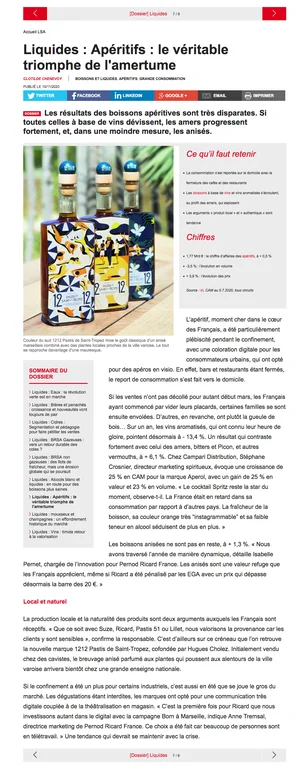 [Dossier] Liquides 7 / 9
Accueil LSA
Liquides : Apéritifs : le véritable
triomphe de l'amertume
CLOTILDE CHENEVOY | BOISSONS ET LIQUIDES, APÉRITIFS, GRANDE CONSOMMATION
TWITTER FACEBOOK LINKEDIN GOOGLE + EMAIL IMPRIMER
DOSSIER Les résultats des boissons apéritives sont très disparates. Si
toutes celles à base de vins dévissent, les amers progressent
fortement, et, dans une moindre mesure, les anisés.
12
12
12
Ce qu'il faut retenir
La consommation s'est reportée sur le domicile avec la
fermeture des cafés et des restaurants
Les boissons à base de vins et vins aromatisés s'écroulent,
au profit des amers, qui explosent
Les arguments « produit local » et « authentique » sont
tendance
Chiffres
1,77 Mrd € : le chiffre d'affaires des apéritifs, à + 0,5 %
-3,5 % : l'évolution en volume
+ 3,9 % : l'évolution des prix
Couleur du sud 1212 Pastis de Saint-Tropez mixe le goût classique d'un anisé
marseillais combiné avec des plantes locales proches de la ville varoise. Le tout
se rapproche davantage d'une mauresque.
L'apéritif, moment cher dans le cœur
des Français, a été particulièrement
plébiscité pendant le confinement,
avec une coloration digitale pour les
consommateurs urbains, qui ont opté
pour des apéros en visio. En effet, bars et restaurants étant fermés,
le report de consommation s'est fait vers le domicile.
SOMMAIRE DU
DOSSIER
Liquides : Eaux : la révolution
verte est en marche
Liquides : Bières et panachés
: croissance et nouveautés vont
toujours de pair
Liquides : Cidres :
Segmentation et pédagogie
pour faire pétiller les ventes
Liquides : BRSA Gazeuses :
vers un retour durable des
colas ?
Liquides : BRSA non
gazeuses : des îlots de
fraîcheur, mais une érosion
globale qui se poursuit
Liquides : Alcools blanc et
liquides : en route pour des
boissons plus saines
Liquides : Apéritifs : le
véritable triomphe de
l'amertume
Liquides : mousseux et
champagnes : un effondrement
historique du marché
Liquides : Vins : timide retour
à la valorisation
Si les ventes n'ont pas décollé pour autant début mars, les Français
ayant commencé par vider leurs placards, certaines familles se sont
ensuite envolées. D'autres, en revanche, ont plutôt la gueule de
bois… Sur un an, les vins aromatisés, qui ont connu leur heure de
gloire, pointent désormais à - 13,4 %. Un résultat qui contraste
fortement avec celui des amers, bitters et Picon, et autres
vermouths, à + 6,1 %. Chez Campari Distribution, Stéphane
Crosnier, directeur marketing spiritueux, évoque une croissance de
25 % en CAM pour la marque Aperol, avec un gain de 25 % en
valeur et 23 % en volume. « Le cocktail Spritz reste la star du
moment, observe-t-il. La France était en retard dans sa
consommation par rapport à d'autres pays. La fraîcheur de la
boisson, sa couleur orange très "instagrammable" et sa faible
teneur en alcool séduisent de plus en plus. »
Les boissons anisées ne sont pas en reste, à + 1,3 %. « Nous
avons traversé l'année de manière dynamique, détaille Isabelle
Pernet, chargée de l'innovation pour Pernod Ricard France. Les anisés sont une valeur refuge que
les Français apprécient, même si Ricard a été pénalisé par les EGA avec un prix qui dépasse
désormais la barre des 20 €. »
Local et naturel
La production locale et la naturalité des produits sont deux arguments auxquels les Français sont
réceptifs. « Que ce soit avec Suze, Ricard, Pastis 51 ou Lillet, nous valorisons la provenance car les
clients y sont sensibles », confirme la responsable. C'est d'ailleurs sur ce créneau que l'on retrouve
la nouvelle marque 1212 Pastis de Saint-Tropez, cofondée par Hugues Cholez. Initialement vendu
chez des cavistes, le breuvage anisé parfumé aux plantes qui poussent aux alentours de la ville
varoise arrivera bientôt chez une grande enseigne nationale.
Si le confinement a été un plus pour certains industriels, c'est aussi en été que se joue le gros du
marché. Les dégustations étant interdites, les marques ont opté pour une communication très
digitale couplée à de la théâtralisation en magasin. « C'est la première fois pour Ricard que nous
investissons autant dans le digital avec la campagne Born à Marseille, indique Anne Tremsal,
directrice marketing de Pernod Ricard France. Ce choix a été fait car beaucoup de personnes sont
en télétravail. » Une tendance qui devrait se maintenir avec la crise.
[Dossier] Liquides 7 / 9